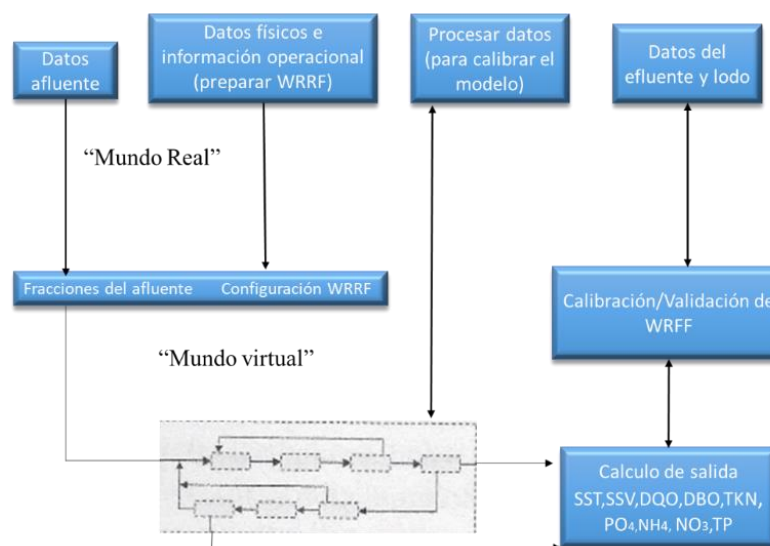 Datos
afluente
Datos físicos e
información operacional
(preparar WRRF)
Procesar datos
(para calibrar el
modelo)
Datos del
efluente y lodo
“Mundo Real”
Fracciones del afluente Configuración WRRF
Calibración/Validación de
WRFF
“Mundo virtual”
Calculo de salida
SST,SSV,DQO,DBO,TKN,
PO₄,NH₄, NO₃,TP